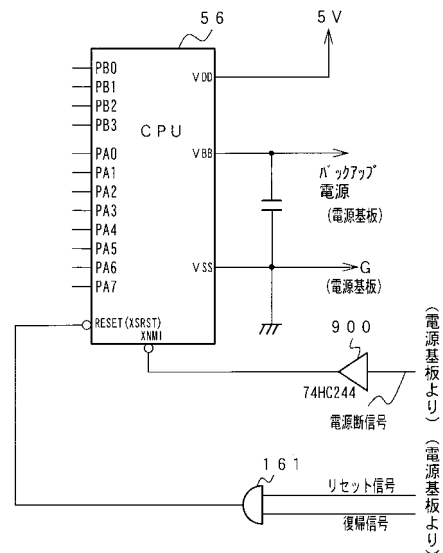 56
5V
PB0
PB1
PB2
PB3
PA0
PA1
PA2
PA3
PA4
PA5
PA6
PA7
CPU
VDD
VBB
VSS
バックアップ
電源
(電源基板)
G
(電源基板)
RESET(XSRST)
XNMI
900
74HC244
電源断信号
(電源基板より)
161
リセット信号
復帰信号
(電源基板より)